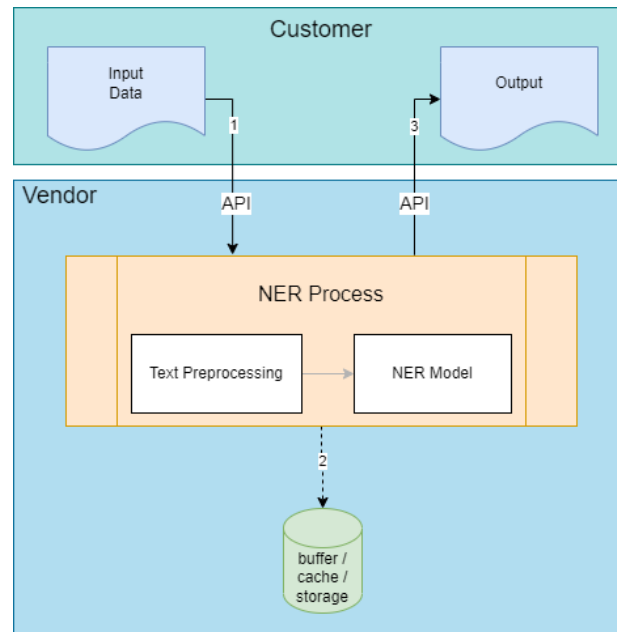 Customer
Input
Data
Output
1
3
Vendor
API
API
NER Process
Text Preprocessing
NER Model
2
buffer /
cache /
storage